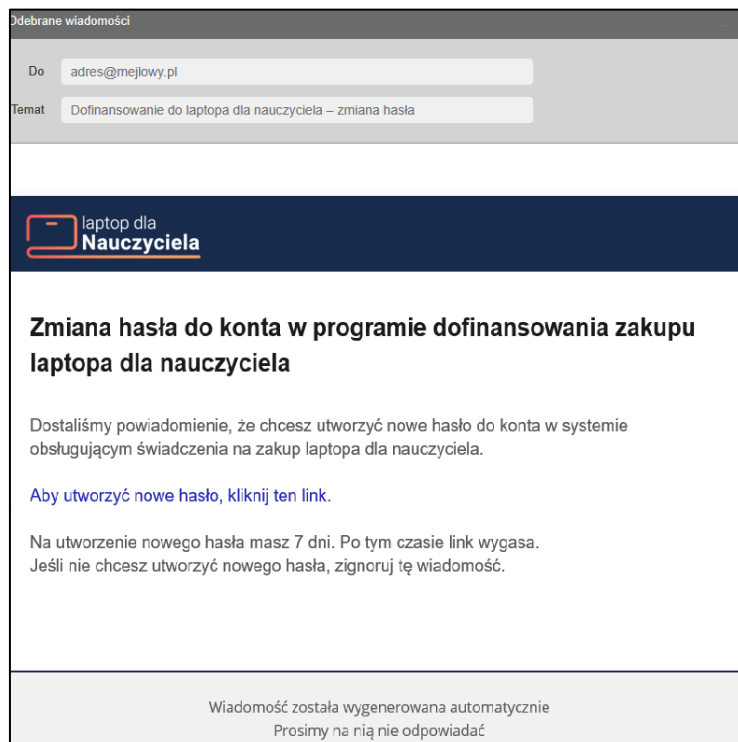 Odebrane wiadomości
Do adres@mejlowy.pl
Temat Dofinansowanie do laptopa dla nauczyciela – zmiana hasła
laptop dla
Nauczyciela
Zmiana hasła do konta w programie dofinansowania zakupu
laptopa dla nauczyciela
Dostaliśmy powiadomienie, że chcesz utworzyć nowe hasło do konta w systemie
obsługującym świadczenia na zakup laptopa dla nauczyciela.
Aby utworzyć nowe hasło, kliknij ten link.
Na utworzenie nowego hasła masz 7 dni. Po tym czasie link wygasa.
Jeśli nie chcesz utworzyć nowego hasła, zignoruj tę wiadomość.
Wiadomość została wygenerowana automatycznie
Prosimy na nią nie odpowiadać